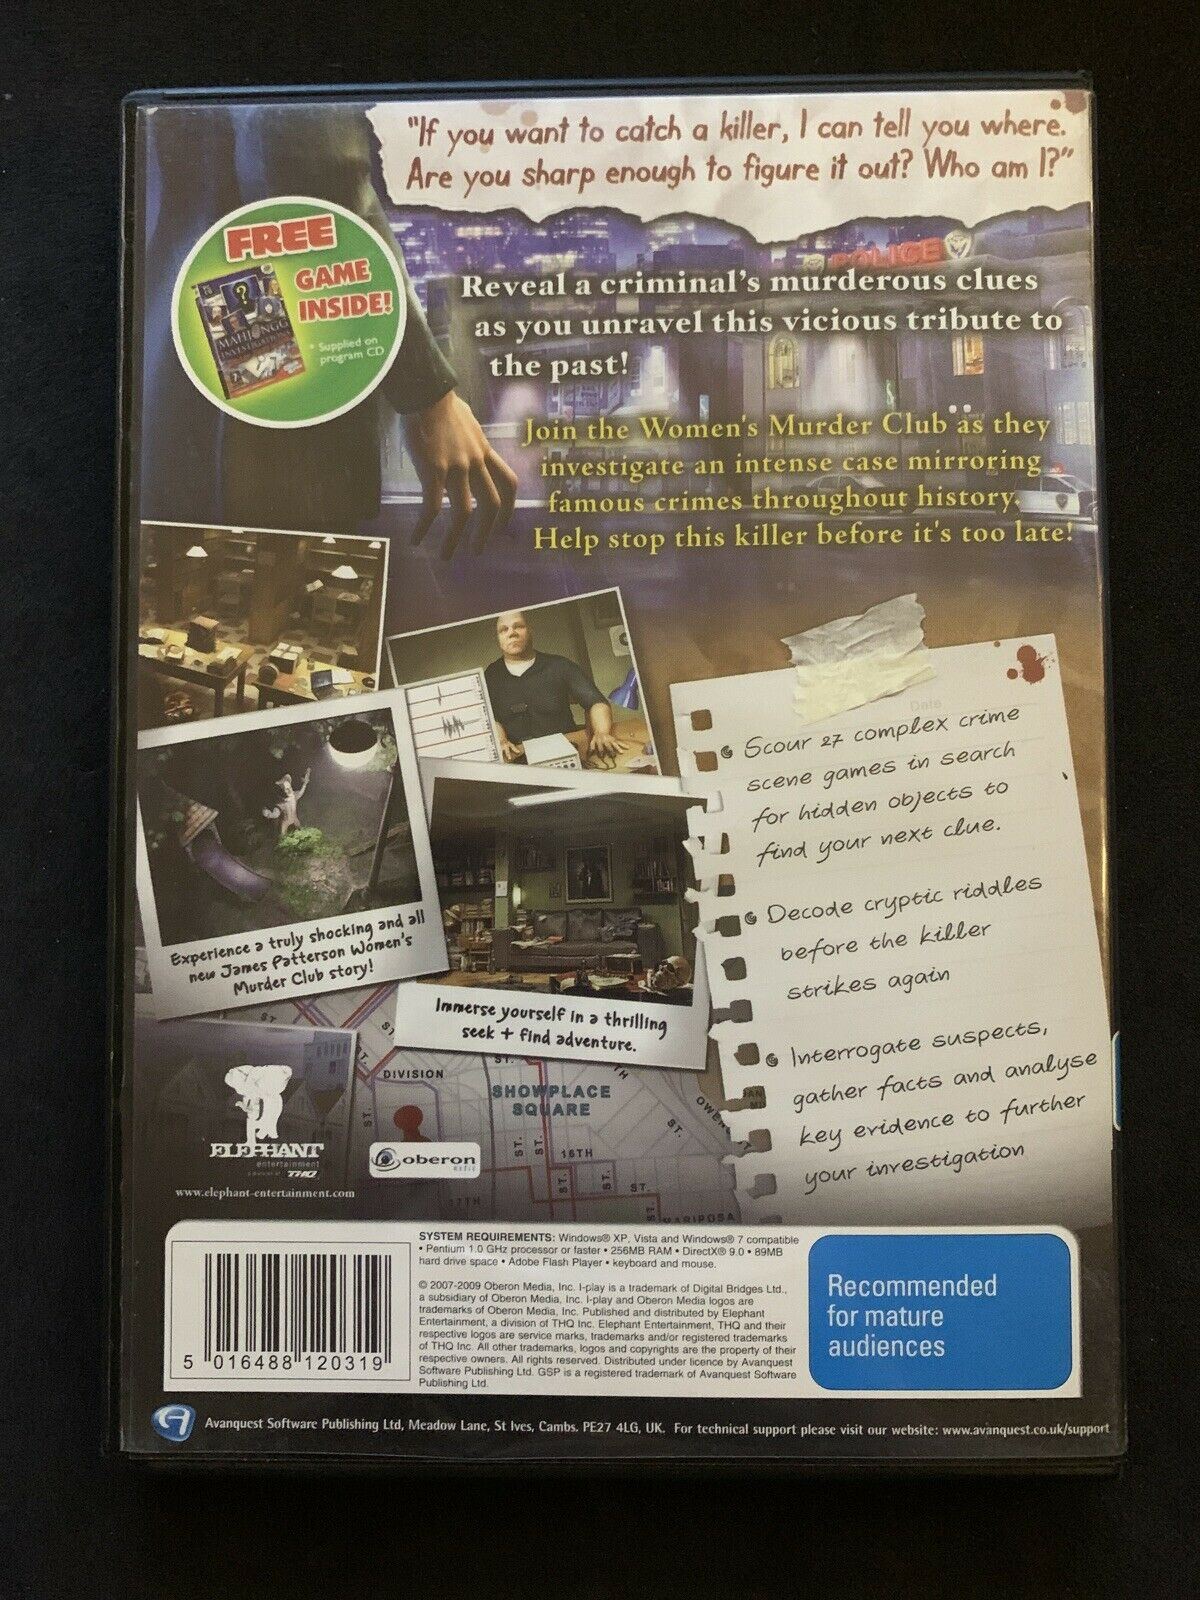 "If you want to catch a killer, I can tell you where.
Are you sharp enough to figure it out? Who am I?"
POLICE
FREE
GAME
INSIDE!
* Supplied on
program CD
MAHJONGG
INVESTIGATION
Reveal a criminal's murderous clues
as you unravel this vicious tribute to
the past!
Join the Women's Murder Club as they
investigate an intense case mirroring
famous crimes throughout history.
Help stop this killer before it's too late!
Date
Scour 27 complex crime
scene games in search
for hidden objects to
find your next clue.
Decode cryptic riddles
before the killer
strikes again
Interrogate suspects,
gather facts and analyse
key evidence to further
your investigation
Experience a truly shocking and all
new James Patterson Women's
Murder Club story!
Immerse yourself in a thrilling
seek + find adventure.
DIVISION
SHOWPLACE
SQUARE
ST.
ST.
ST.
16TH
ST.
17TH
MARIPOSA
ELEPHANT
entertainment
a division of THQ
www.elephant-entertainment.com
oberon
media
SYSTEM REQUIREMENTS: Windows® XP, Vista and Windows® 7 compatible
• Pentium 1.0 GHz processor or faster • 256MB RAM • DirectX® 9.0 • 89MB
hard drive space • Adobe Flash Player • keyboard and mouse.
© 2007-2009 Oberon Media, Inc. I-play is a trademark of Digital Bridges Ltd.,
a subsidiary of Oberon Media, Inc. I-play and Oberon Media logos are
trademarks of Oberon Media, Inc. Published and distributed by Elephant
Entertainment, a division of THQ Inc. Elephant Entertainment, THQ and their
respective logos are service marks, trademarks and/or registered trademarks
of THQ Inc. All other trademarks, logos and copyrights are the property of their
respective owners. All rights reserved. Distributed under licence by Avanquest
Software Publishing Ltd. GSP is a registered trademark of Avanquest Software
Publishing Ltd.
5 016488 120319
Recommended
for mature
audiences
Avanquest Software Publishing Ltd, Meadow Lane, St Ives, Cambs. PE27 4LG, UK. For technical support please visit our website: www.avanquest.co.uk/support